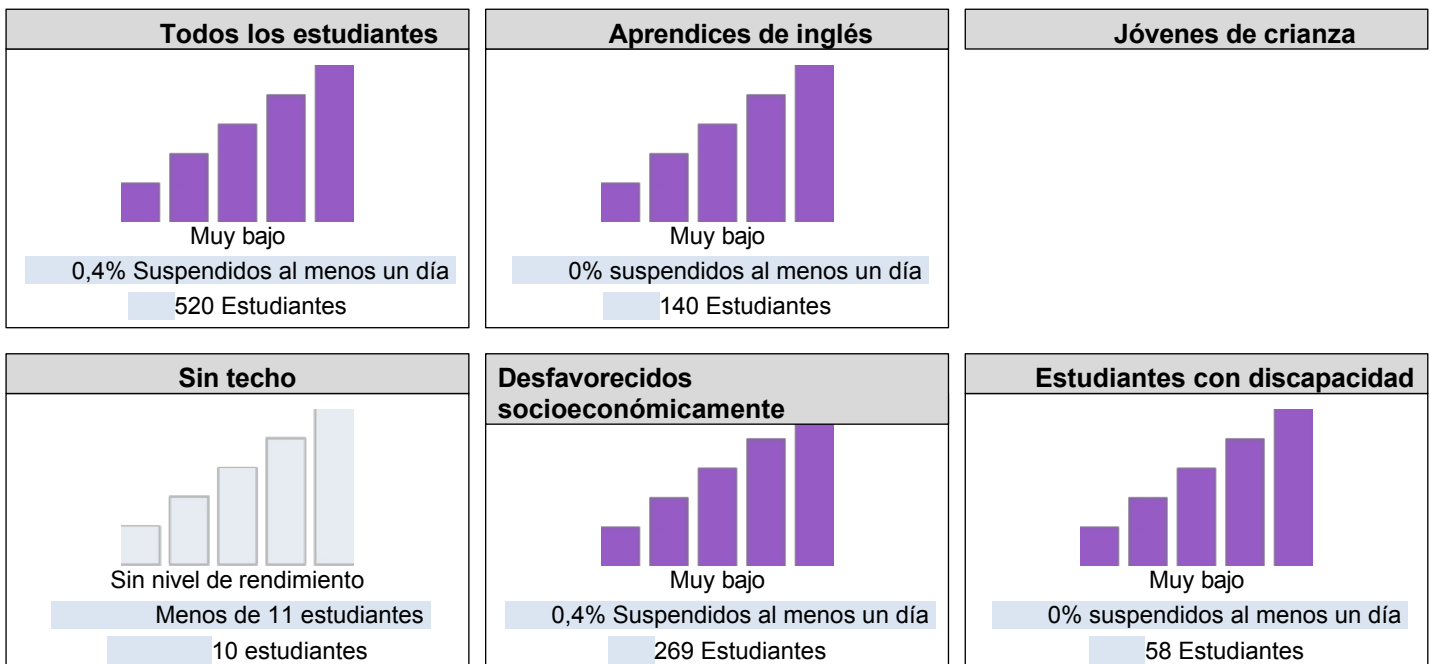 Todos los estudiantes
Muy bajo
0,4% Suspendidos al menos un día
520 Estudiantes
Aprendices de inglés
Muy bajo
0% suspendidos al menos un día
140 Estudiantes
Jóvenes de crianza
Sin techo
Sin nivel de rendimiento
Menos de 11 estudiantes
10 estudiantes
Desfavorecidos
socioeconómicamente
Muy bajo
0,4% Suspendidos al menos un día
269 Estudiantes
Estudiantes con discapacidad
Muy bajo
0% suspendidos al menos un día
58 Estudiantes